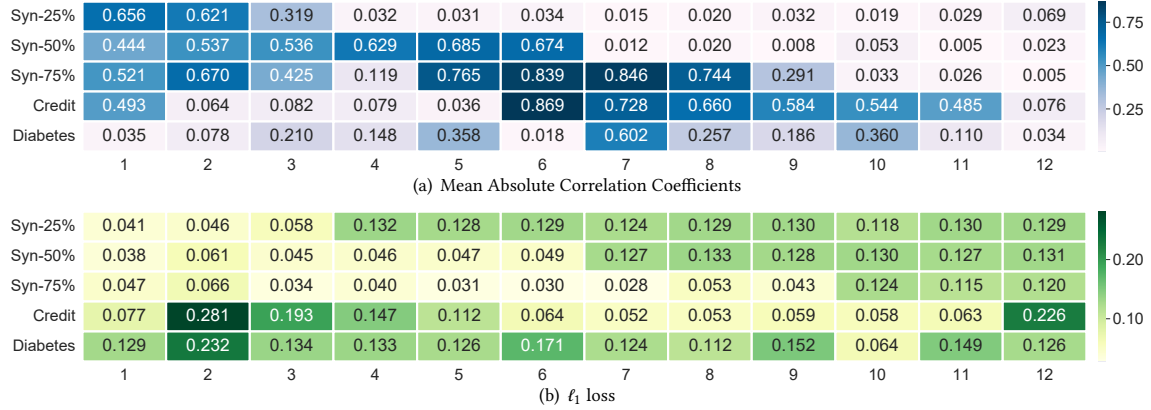 Syn-25% 0.656 0.621 0.319 0.032 0.031 0.034 0.015 0.020 0.032 0.019 0.029 0.069
Syn-50% 0.444 0.537 0.536 0.629 0.685 0.674 0.012 0.020 0.008 0.053 0.005 0.023
Syn-75% 0.521 0.670 0.425 0.119 0.765 0.839 0.846 0.744 0.291 0.033 0.026 0.005
Credit 0.493 0.064 0.082 0.079 0.036 0.869 0.728 0.660 0.584 0.544 0.485 0.076
Diabetes 0.035 0.078 0.210 0.148 0.358 0.018 0.602 0.257 0.186 0.360 0.110 0.034
1 2 3 4 5 6 7 8 9 10 11 12
0.75
0.50
0.25
(a) Mean Absolute Correlation Coefficients
Syn-25% 0.041 0.046 0.058 0.132 0.128 0.129 0.124 0.129 0.130 0.118 0.130 0.129
Syn-50% 0.038 0.061 0.045 0.046 0.047 0.049 0.127 0.133 0.128 0.130 0.127 0.131
Syn-75% 0.047 0.066 0.034 0.040 0.031 0.030 0.028 0.053 0.043 0.124 0.115 0.120
Credit 0.077 0.281 0.193 0.147 0.112 0.064 0.052 0.053 0.059 0.058 0.063 0.226
Diabetes 0.129 0.232 0.134 0.133 0.126 0.171 0.124 0.112 0.152 0.064 0.149 0.126
1 2 3 4 5 6 7 8 9 10 11 12
0.20
0.10
(b) ℓ₁ loss